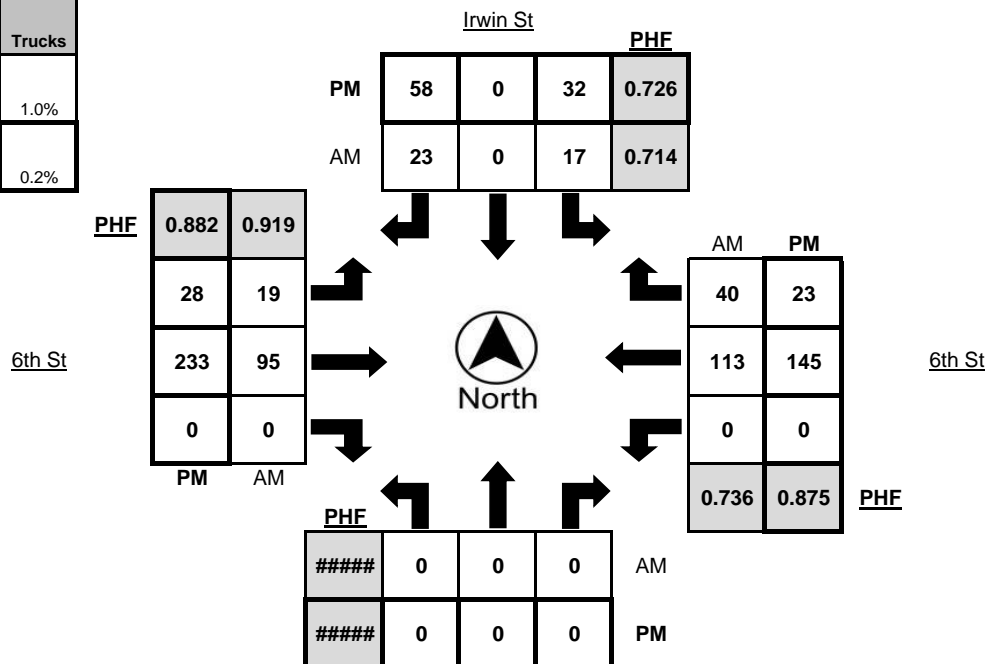 Irwin St
Trucks
PHF
PM 58 0 32 0.726
1.0%
AM 23 0 17 0.714
0.2%
PHF 0.882 0.919
AM PM
28 19
40 23
6th St 233 95
113 145 6th St
North
0 0
0 0
PM AM
0.736 0.875 PHF
PHF
##### 0 0 0 AM
##### 0 0 0 PM